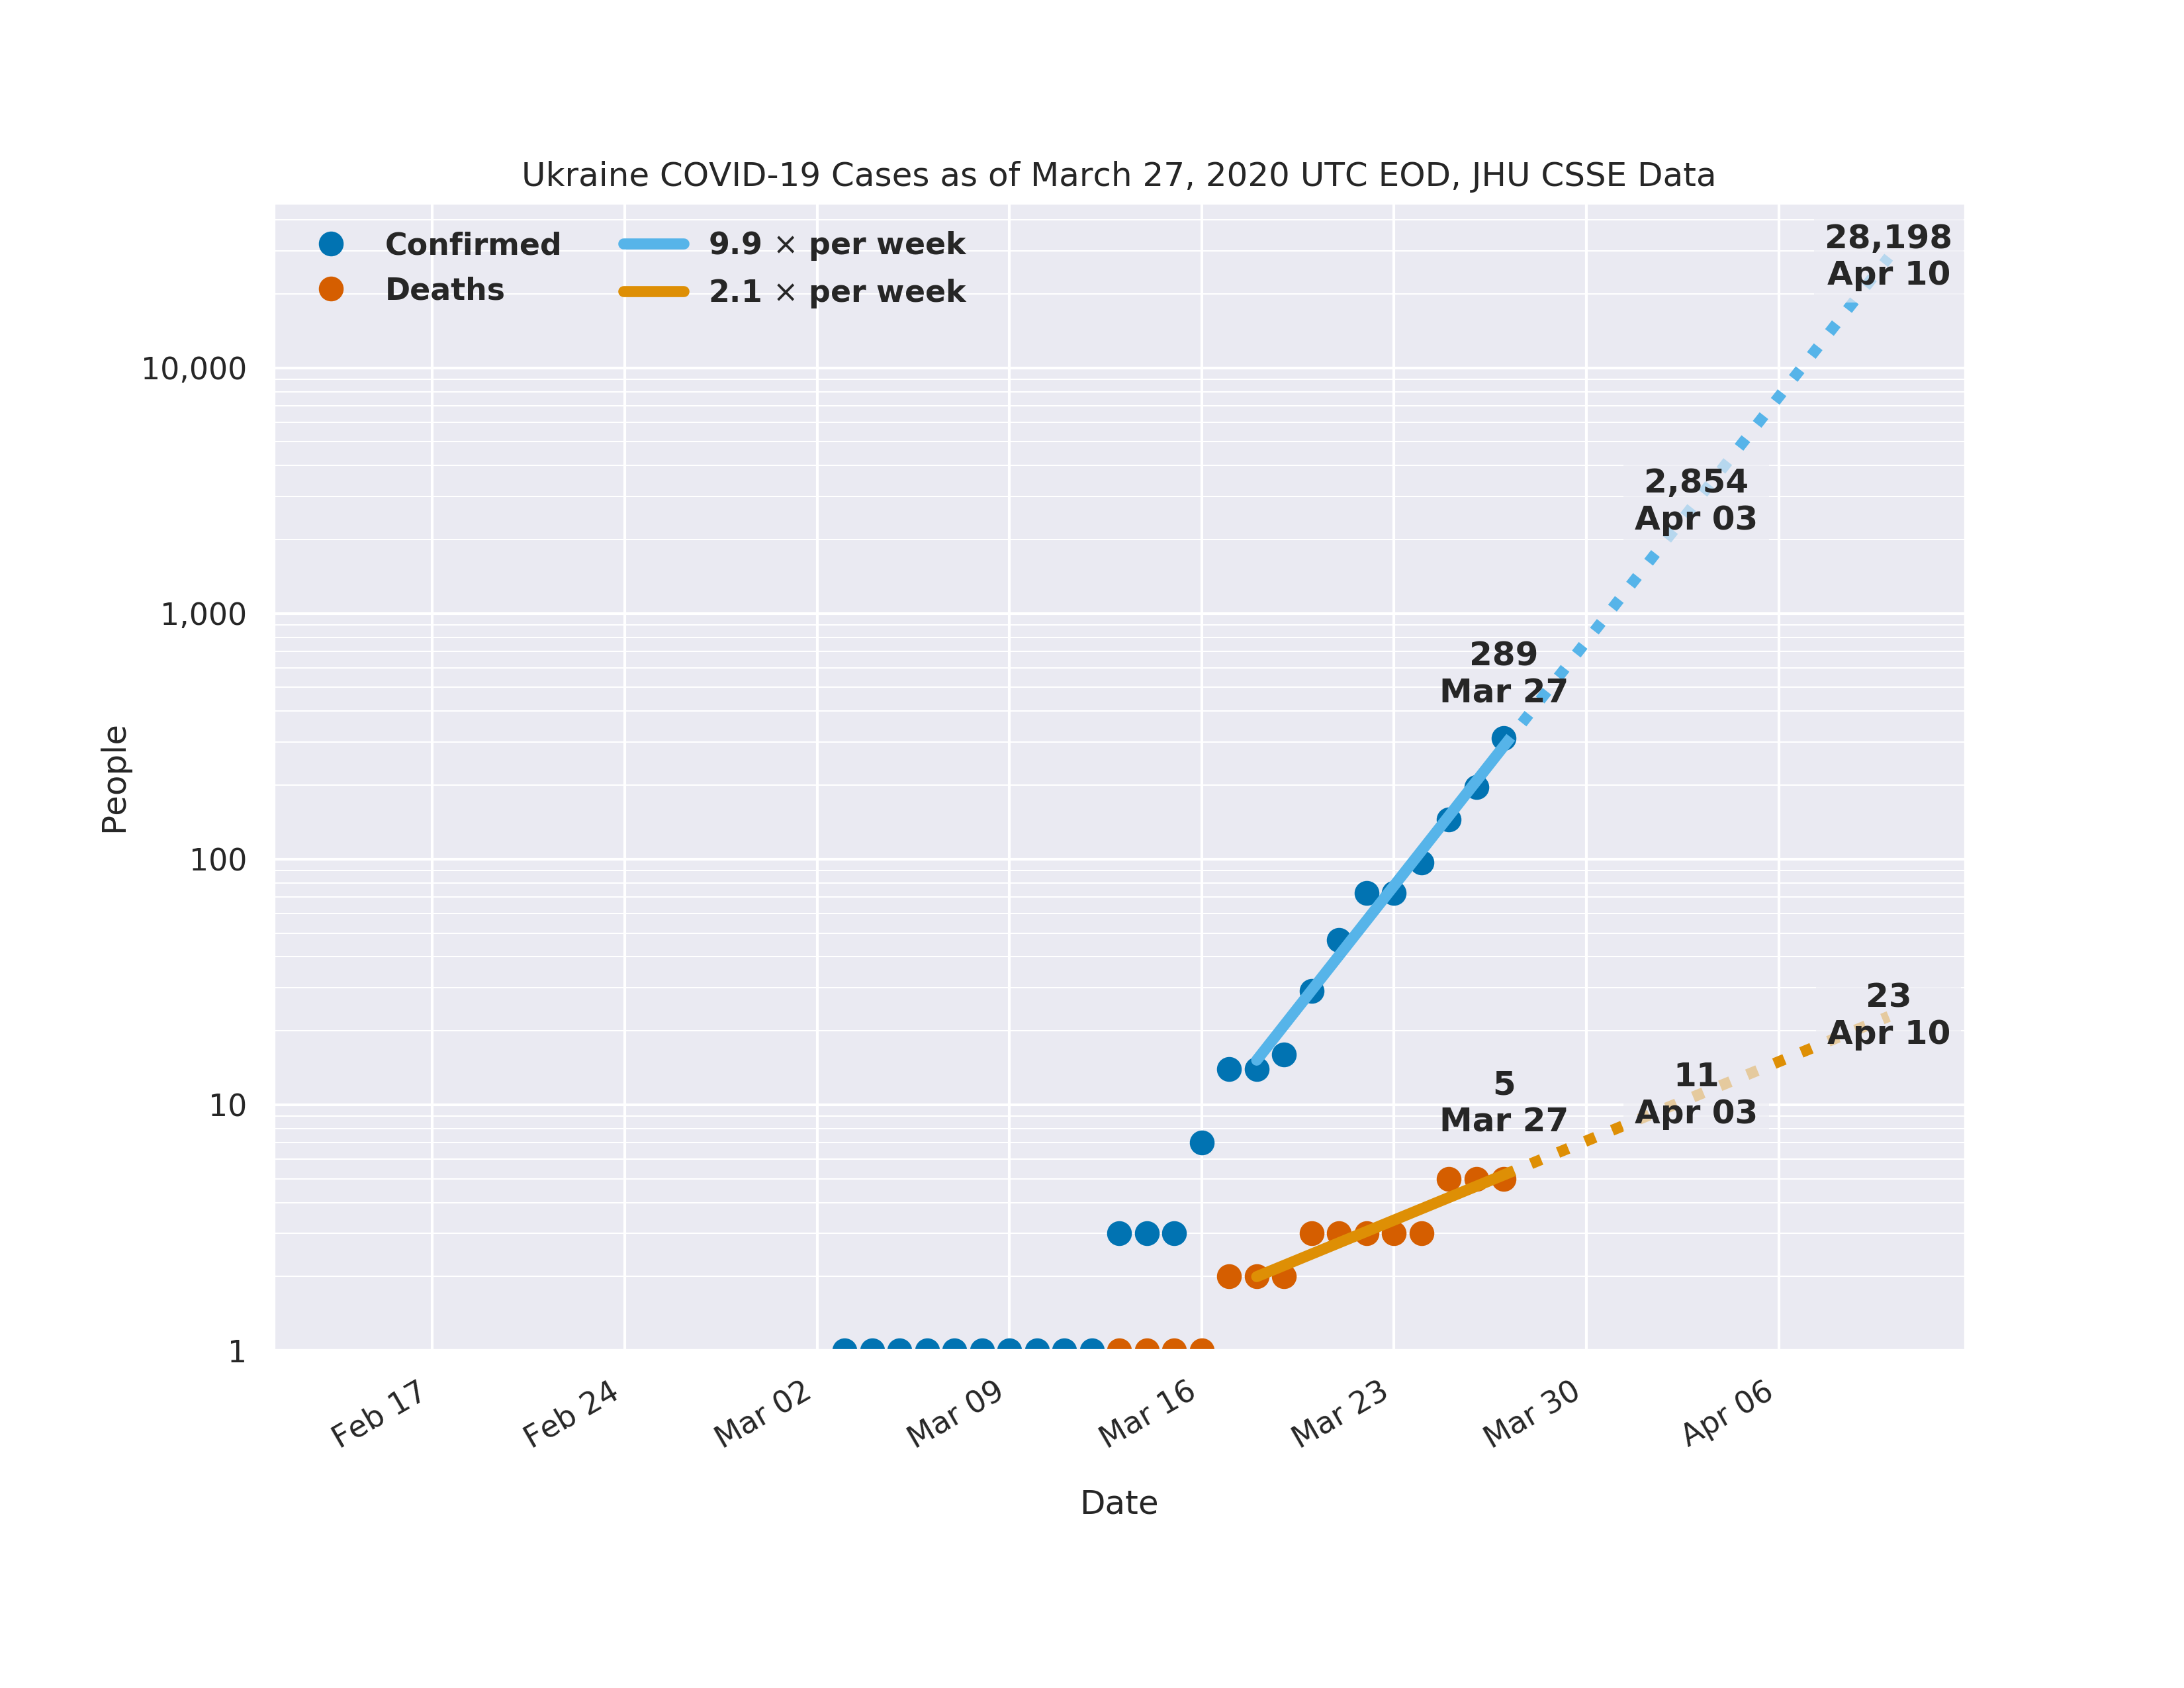 Ukraine COVID-19 Cases as of March 27, 2020 UTC EOD, JHU CSSE Data
Confirmed
Deaths
9.9 × per week
2.1 × per week
28,198
Apr 10
2,854
Apr 03
289
Mar 27
23
Apr 10
11
Apr 03
5
Mar 27
People
10,000
1,000
100
10
1
Feb 17
Feb 24
Mar 02
Mar 09
Mar 16
Mar 23
Mar 30
Apr 06
Date